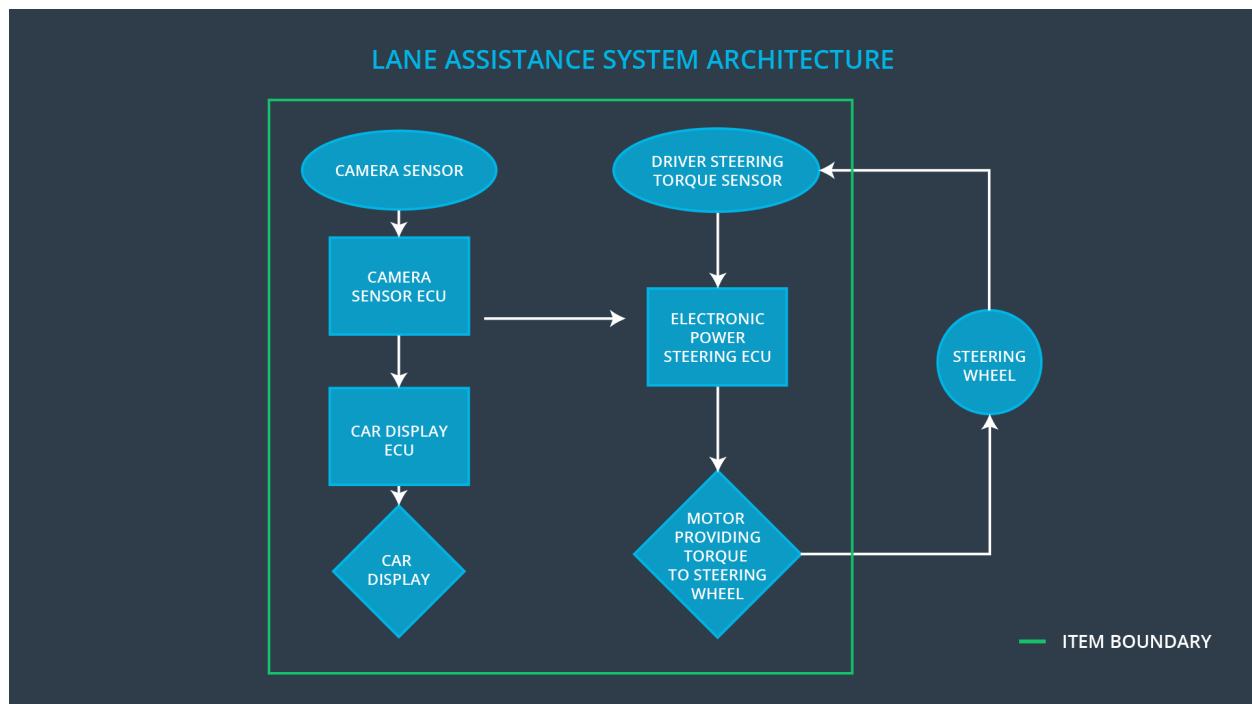 LANE ASSISTANCE SYSTEM ARCHITECTURE
CAMERA SENSOR
DRIVER STEERING
TORQUE SENSOR
CAMERA
SENSOR ECU
ELECTRONIC
POWER
STEERING ECU
STEERING
WHEEL
CAR DISPLAY
ECU
MOTOR
PROVIDING
TORQUE
TO STEERING
WHEEL
CAR
DISPLAY
ITEM BOUNDARY